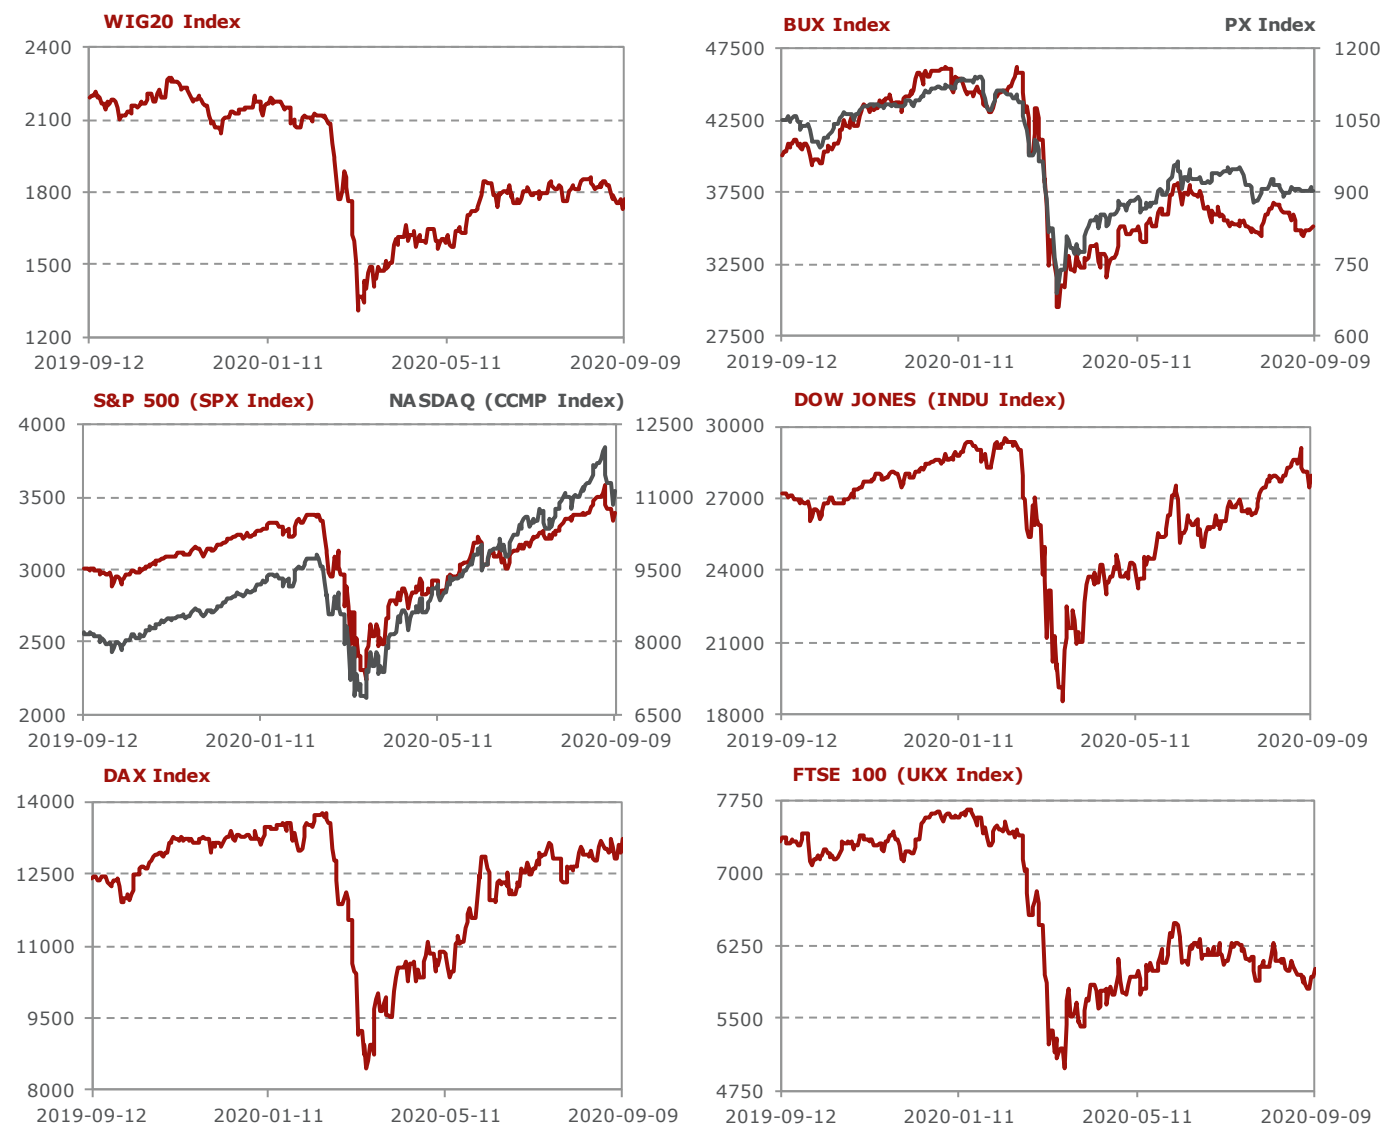 WIG20 Index
2400
2100
1800
1500
1200
2019-09-12 2020-01-11 2020-05-11 2020-09-09
BUX Index PX Index
47500 1200
42500 1050
37500 900
32500 750
27500 600
2019-09-12 2020-01-11 2020-05-11 2020-09-09
S&P 500 (SPX Index) NASDAQ (CCMP Index)
4000 12500
3500 11000
3000 9500
2500 8000
2000 6500
2019-09-12 2020-01-11 2020-05-11 2020-09-09
DOW JONES (INDU Index)
30000
27000
24000
21000
18000
2019-09-12 2020-01-11 2020-05-11 2020-09-09
DAX Index
14000
12500
11000
9500
8000
2019-09-12 2020-01-11 2020-05-11 2020-09-09
FTSE 100 (UKX Index)
7750
7000
6250
5500
4750
2019-09-12 2020-01-11 2020-05-11 2020-09-09